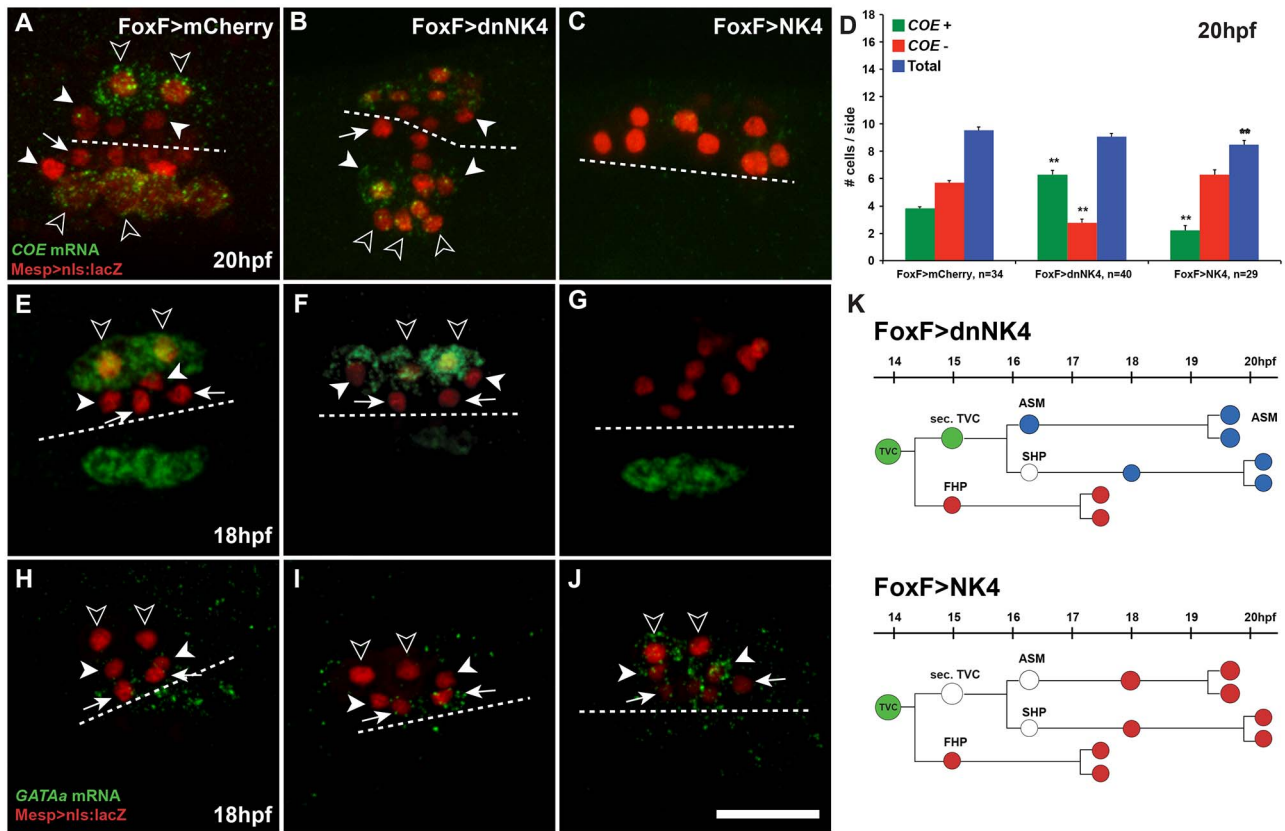 A
FoxF>mCherry
COE mRNA
Mesp>nls:lacZ
20hpf
B
FoxF>dnNK4
C
FoxF>NK4
D
20hpf
COE +
COE -
Total
# cells / side
18
16
14
12
10
8
6
4
2
0
**
**
**
**
FoxF>mCherry, n=34
FoxF>dnNK4, n=40
FoxF>NK4, n=29
E
18hpf
F
G
H
GATAa mRNA
Mesp>nls:lacZ
18hpf
I
J
K
FoxF>dnNK4
14 15 16 17 18 19 20hpf
TVC
sec. TVC
ASM
ASM
SHP
FHP
FoxF>NK4
14 15 16 17 18 19 20hpf
TVC
sec. TVC
ASM
SHP
FHP